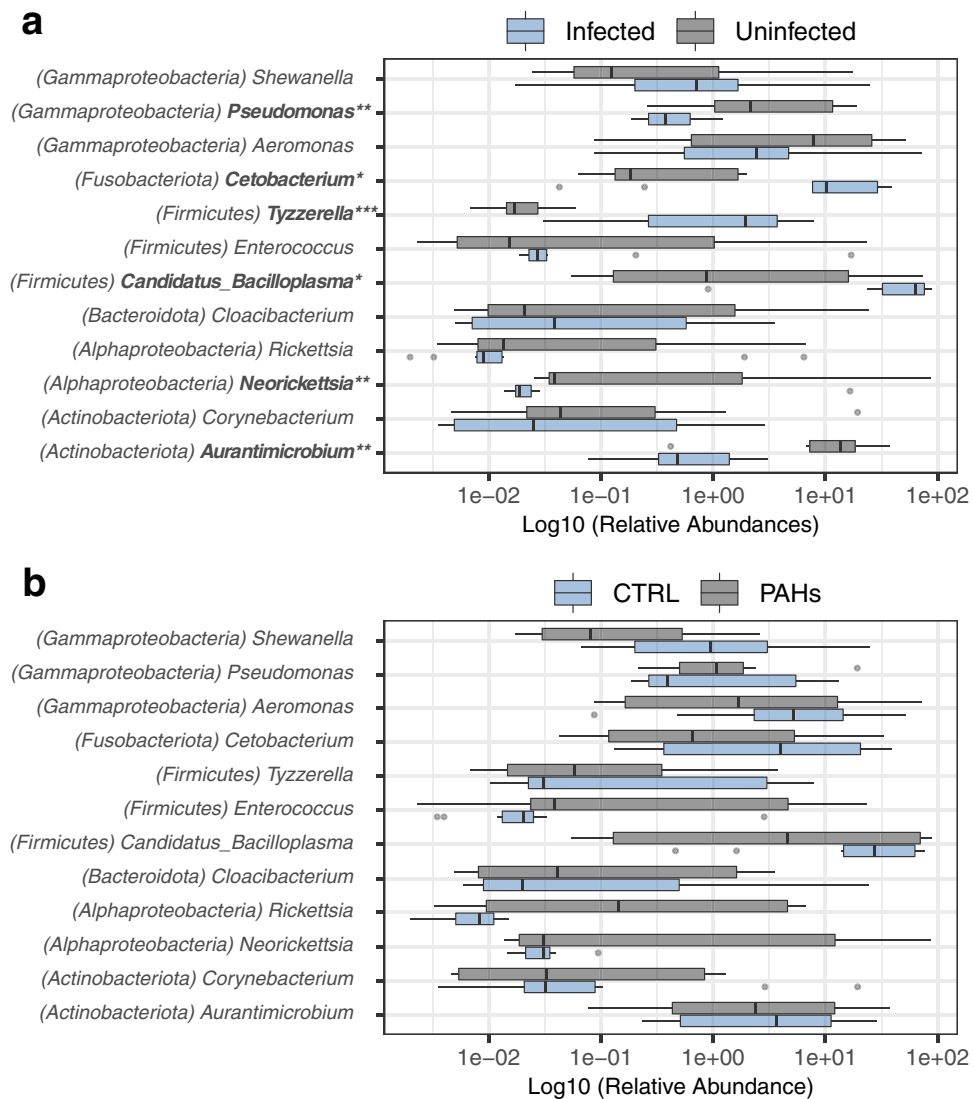 a
Infected Uninfected
(Gammaproteobacteria) Shewanella
(Gammaproteobacteria) Pseudomonas**
(Gammaproteobacteria) Aeromonas
(Fusobacteriota) Cetobacterium*
(Firmicutes) Tyzzerella***
(Firmicutes) Enterococcus
(Firmicutes) Candidatus_Bacilloplasma*
(Bacteroidota) Cloacibacterium
(Alphaproteobacteria) Rickettsia
(Alphaproteobacteria) Neorickettsia**
(Actinobacteriota) Corynebacterium
(Actinobacteriota) Aurantimicrobium**
1e-02 1e-01 1e+00 1e+01 1e+02
Log10 (Relative Abundances)
b
CTRL PAHs
(Gammaproteobacteria) Shewanella
(Gammaproteobacteria) Pseudomonas
(Gammaproteobacteria) Aeromonas
(Fusobacteriota) Cetobacterium
(Firmicutes) Tyzzerella
(Firmicutes) Enterococcus
(Firmicutes) Candidatus_Bacilloplasma
(Bacteroidota) Cloacibacterium
(Alphaproteobacteria) Rickettsia
(Alphaproteobacteria) Neorickettsia
(Actinobacteriota) Corynebacterium
(Actinobacteriota) Aurantimicrobium
1e-02 1e-01 1e+00 1e+01 1e+02
Log10 (Relative Abundance)